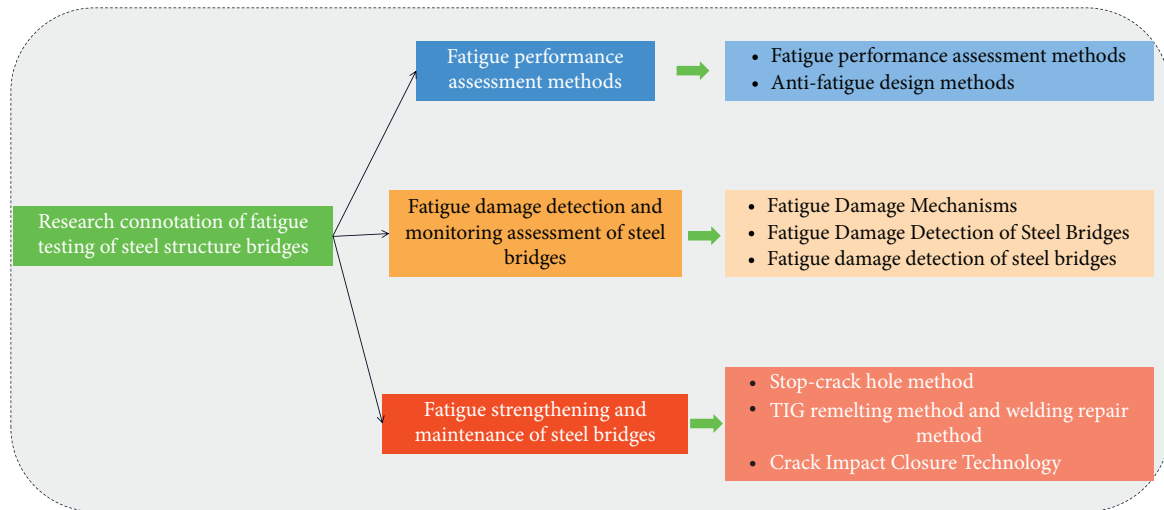 Research connotation of fatigue
testing of steel structure bridges
Fatigue performance
assessment methods
• Fatigue performance assessment methods
• Anti-fatigue design methods
Fatigue damage detection and
monitoring assessment of steel
bridges
• Fatigue Damage Mechanisms
• Fatigue Damage Detection of Steel Bridges
• Fatigue damage detection of steel bridges
Fatigue strengthening and
maintenance of steel bridges
• Stop-crack hole method
• TIG remelting method and welding repair
method
• Crack Impact Closure Technology